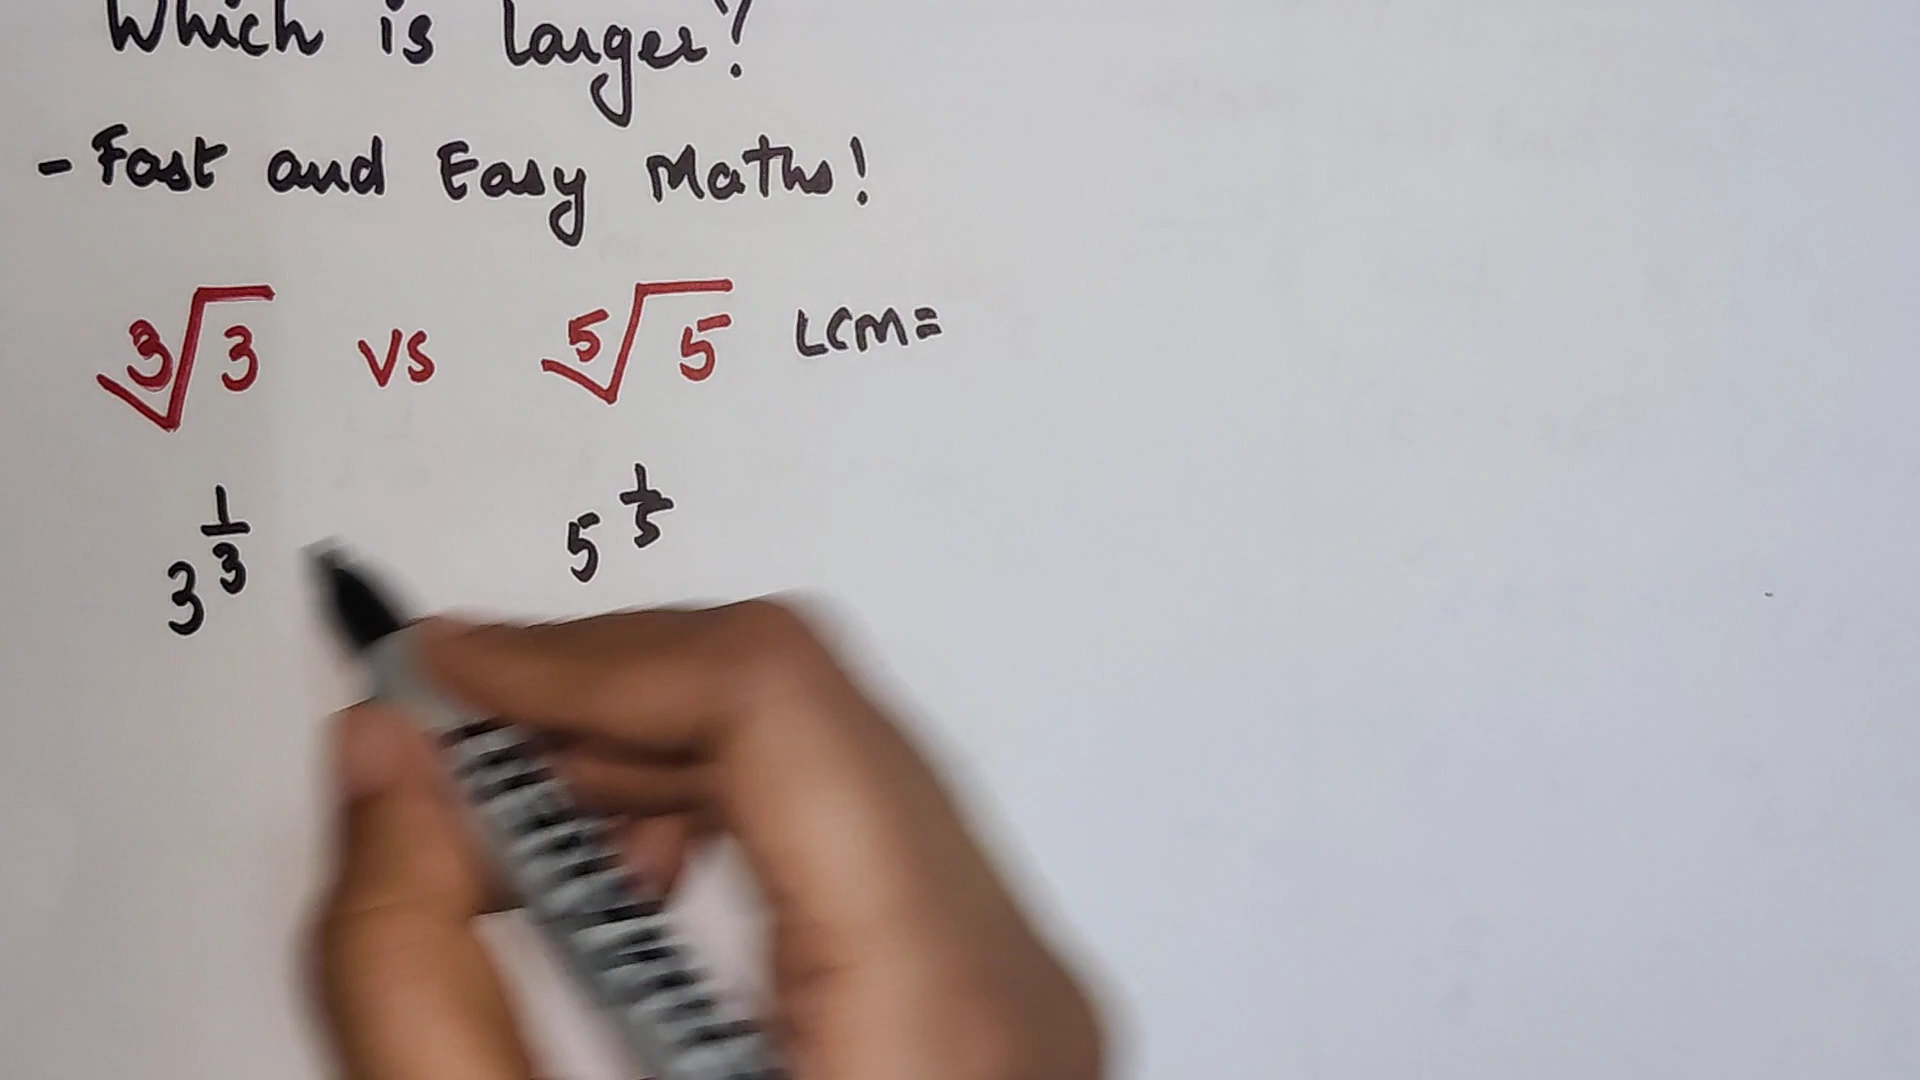 Which is larger?
- Fast and Easy Maths!
∛3 vs ⁵√5 LCM=
3^(1/3) 5^(1/5)